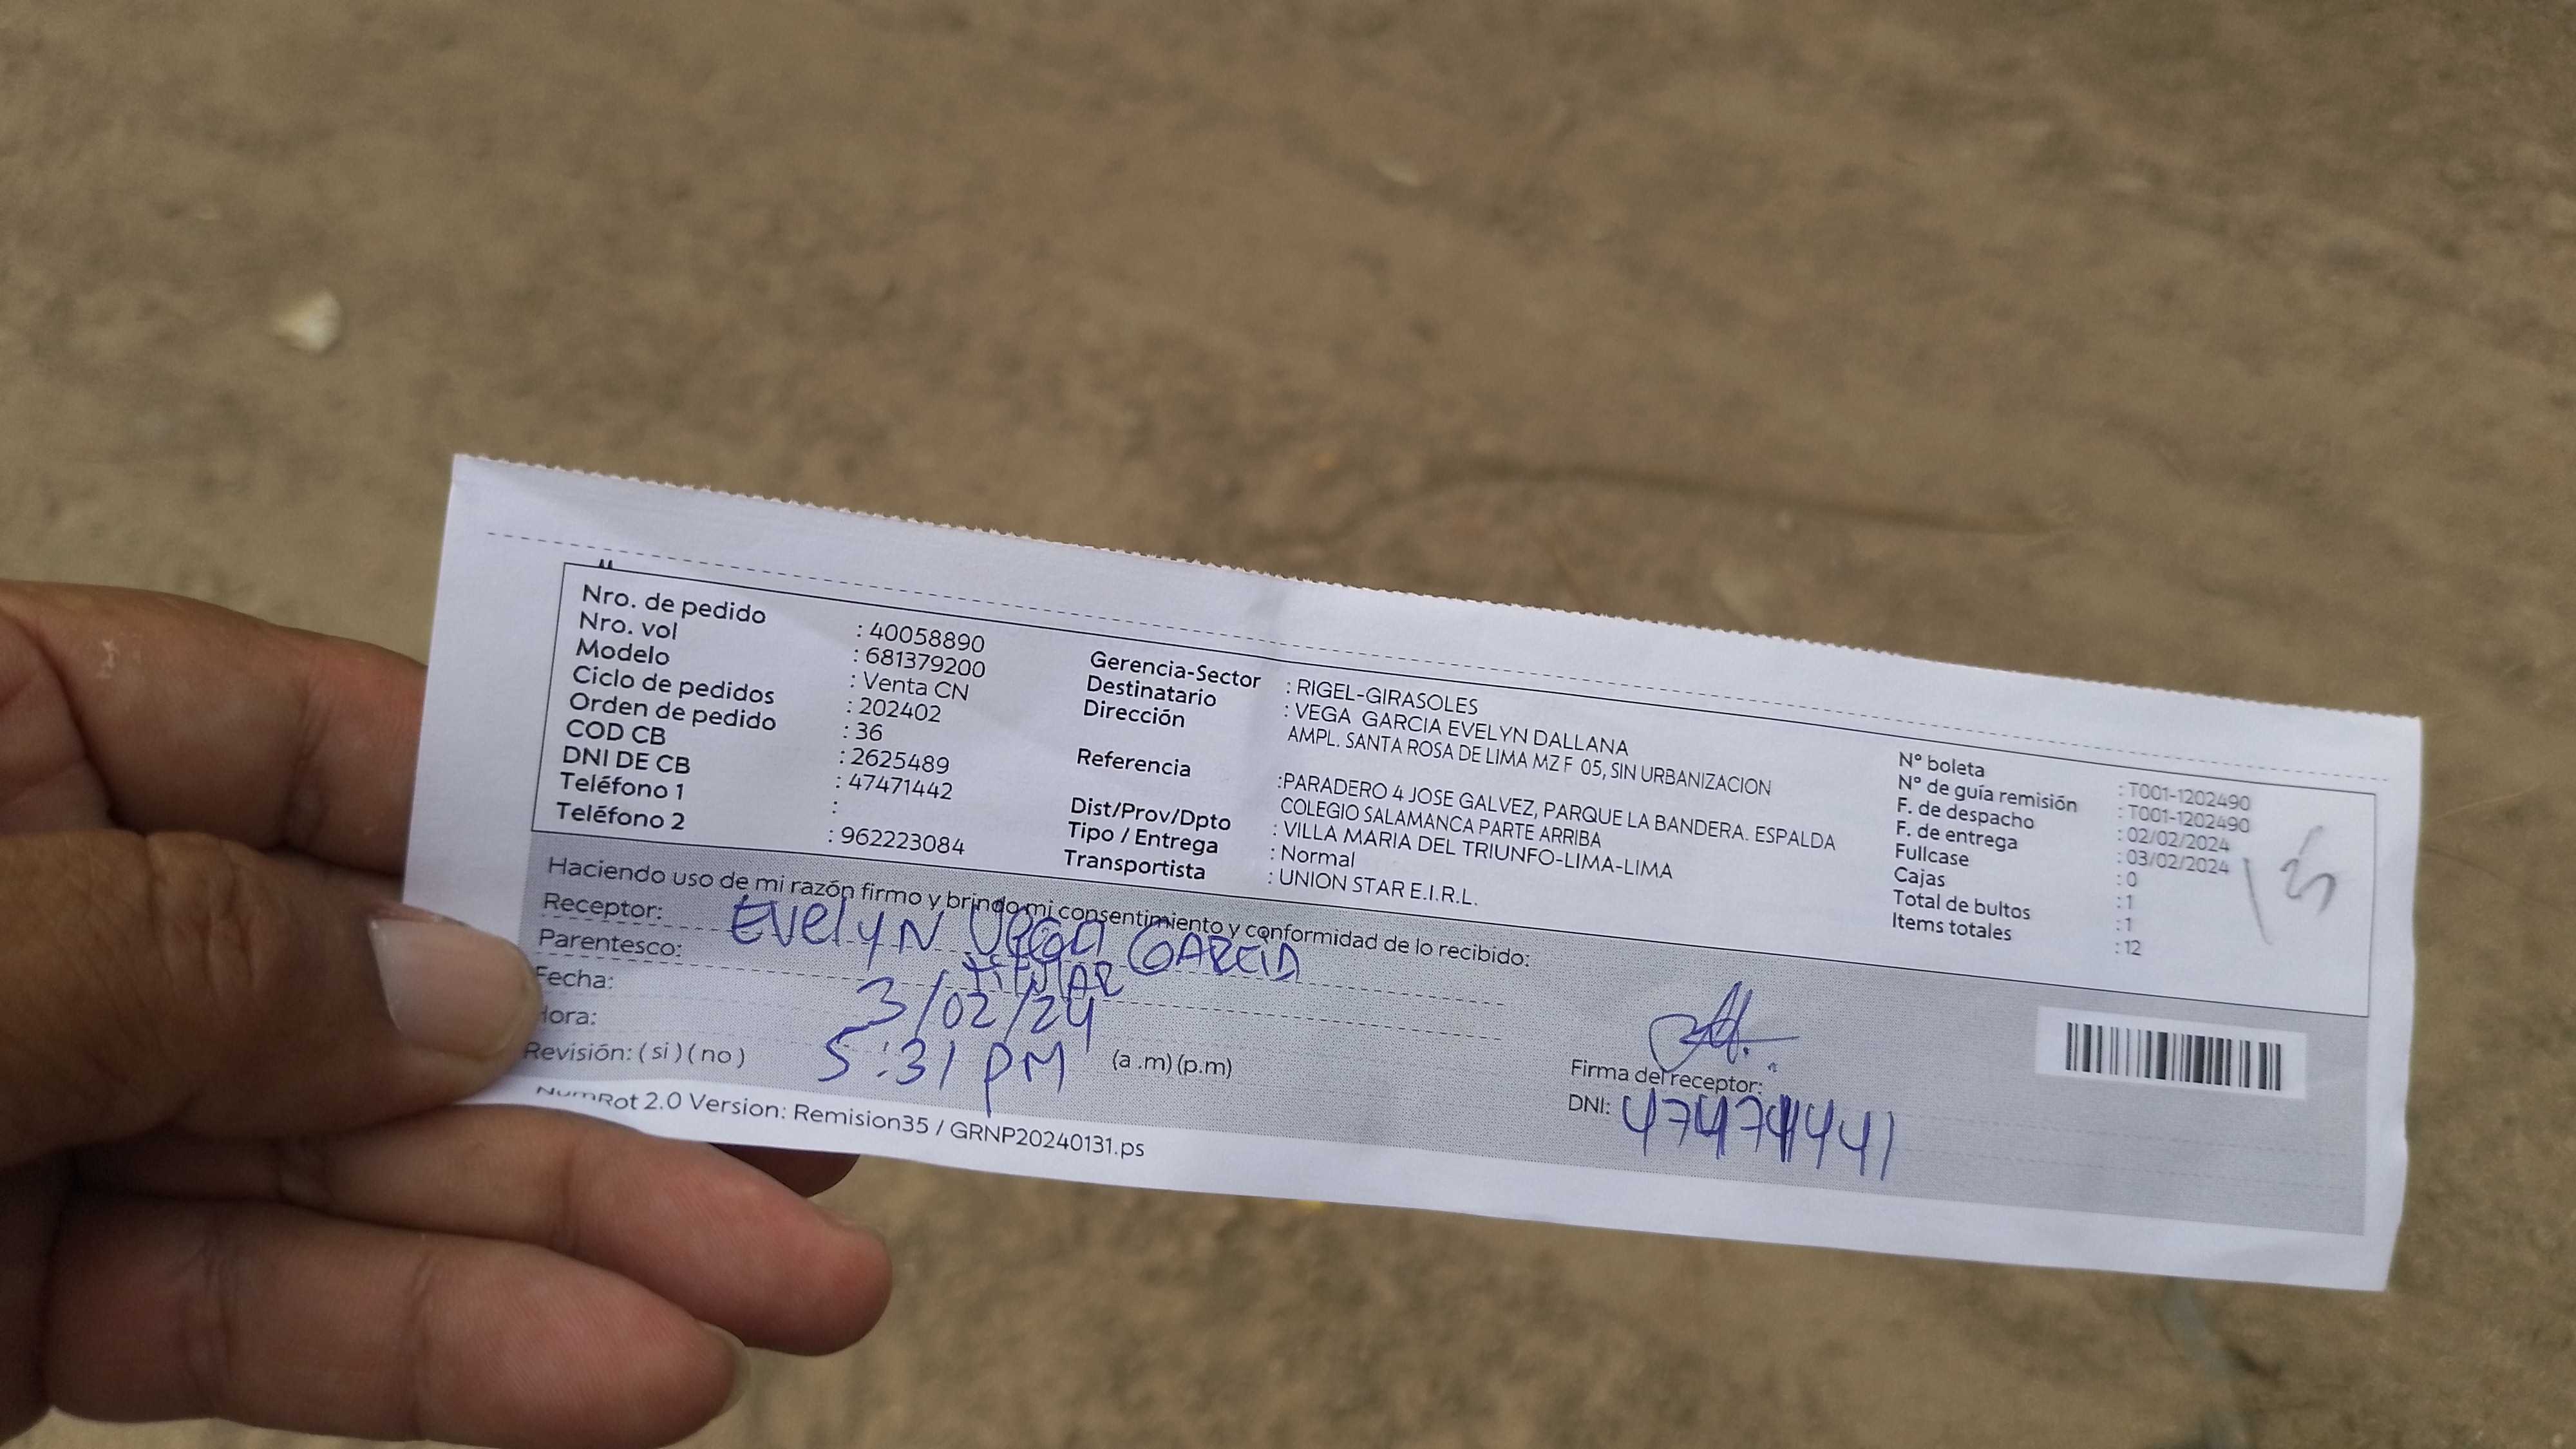 Nro. de pedido : 40058890
Nro. vol : 681379200
Modelo : Venta CN
Ciclo de pedidos : 202402
Orden de pedido : 36
COD CB : 2625489
DNI DE CB : 47471442
Teléfono 1 :
Teléfono 2 : 962223084
Gerencia-Sector : RIGEL-GIRASOLES
Destinatario : VEGA GARCIA EVELYN DALLANA
Dirección AMPL. SANTA ROSA DE LIMA MZ F 05, SIN URBANIZACION
Referencia :PARADERO 4 JOSE GALVEZ, PARQUE LA BANDERA. ESPALDA
COLEGIO SALAMANCA PARTE ARRIBA
Dist/Prov/Dpto : VILLA MARIA DEL TRIUNFO-LIMA-LIMA
Tipo / Entrega : Normal
Transportista : UNION STAR E.I.R.L.
N° boleta : T001-1202490
N° de guía remisión : T001-1202490
F. de despacho : 02/02/2024
F. de entrega : 03/02/2024
Fullcase : 0
Cajas : 1
Total de bultos : 1
Items totales : 12
Haciendo uso de mi razón firmo y brindo mi consentimiento y conformidad de lo recibido:
Receptor: EVelyN VEGA GARCIA
Parentesco: TITULAR
Fecha: 3/02/24
Hora: 5:31 PM (a .m) (p.m)
Revisión: ( si ) ( no )
Firma del receptor:
DNI:
NumRot 2.0 Version: Remision35 / GRNP20240131.ps